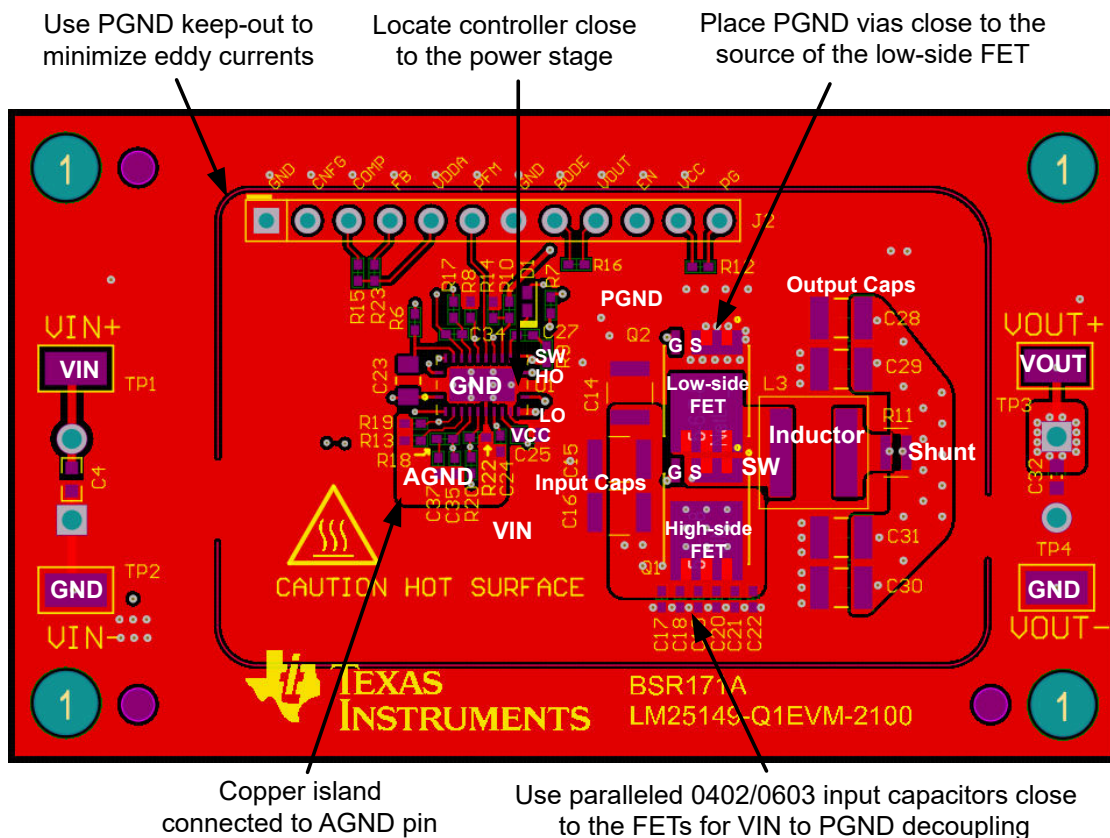 Use PGND keep-out to
minimize eddy currents
Locate controller close
to the power stage
Place PGND vias close to the
source of the low-side FET
1
1
GND
CNFG
COMP
FB
VDDA
PFM
GND
BODE
VOUT
EN
VCC
PG
J2
R15
R23
R6
R17
R8
R14
R10
D1
R7
R16
R12
C34
C27
PGND
Output Caps
C28
C29
VIN+
VIN
TP1
C23
GND
SW
HO
LO
VCC
U1
Q2
G S
Low-side
FET
C14
L3
Inductor
R11
Shunt
VOUT+
VOUT
TP3
C4
R19
R13
R18
AGND
C37
C35
R20
R22
C24
C25
Input Caps
C15
C16
G S
SW
High-side
FET
Q1
VIN
C31
C30
C32
TP4
CAUTION HOT SURFACE
GND
TP2
VIN-
GND
VOUT-
C17
C18
C19
C20
C21
C22
1
TEXAS
INSTRUMENTS
BSR171A
LM25149-Q1EVM-2100
1
Copper island
connected to AGND pin
Use paralleled 0402/0603 input capacitors close
to the FETs for VIN to PGND decoupling